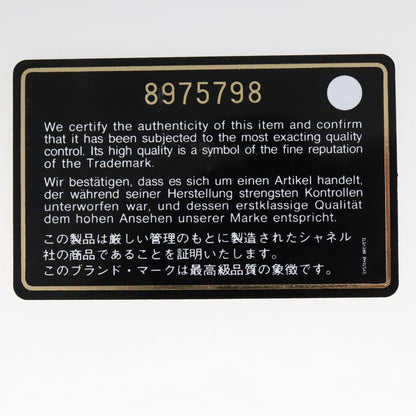 8975798
We certify the authenticity of this item and confirm
that it has been subjected to the most exacting quality
control. Its high quality is a symbol of the fine reputation
of the Trademark.
Wir bestätigen, dass es sich um einen Artikel handelt,
der während seiner Herstellung strengsten Kontrollen
unterworfen war, und dessen erstklassige Qualität
dem hohen Ansehen unserer Marke entspricht.
この製品は厳しい管理のもとに製造されたシャネル
社の商品であることを証明いたします。
このブランド・マークは最高級品質の象徴です。